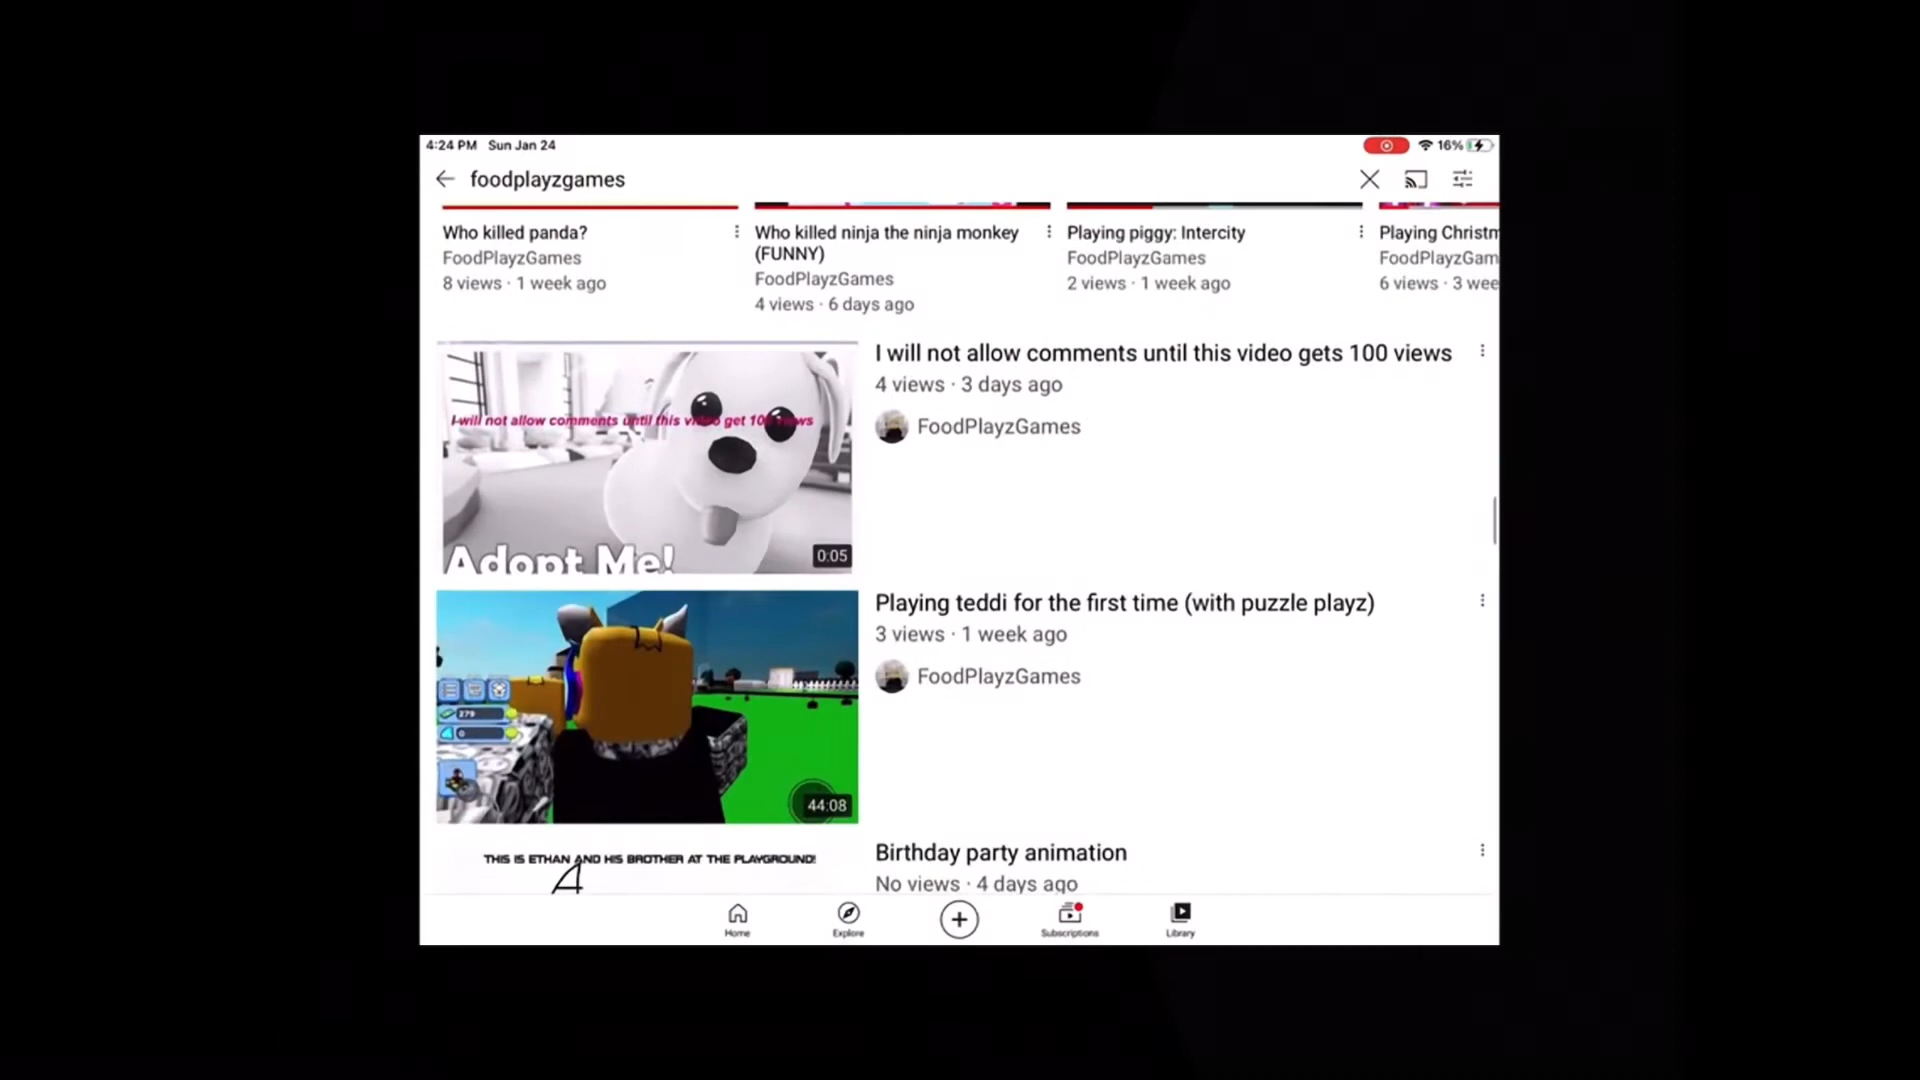 4:24 PM Sun Jan 24
16%
foodplayzgames
Who killed panda?
FoodPlayzGames
8 views · 1 week ago
Who killed ninja the ninja monkey
(FUNNY)
FoodPlayzGames
4 views · 6 days ago
Playing piggy: Intercity
FoodPlayzGames
2 views · 1 week ago
Playing Christm
FoodPlayzGam
6 views · 3 wee
I will not allow comments until this video get 100 views
Adopt Me!
0:05
I will not allow comments until this video gets 100 views
4 views · 3 days ago
FoodPlayzGames
279
0
44:08
Playing teddi for the first time (with puzzle playz)
3 views · 1 week ago
FoodPlayzGames
THIS IS ETHAN AND HIS BROTHER AT THE PLAYGROUND!
Birthday party animation
No views · 4 days ago
Home
Explore
Subscriptions
Library